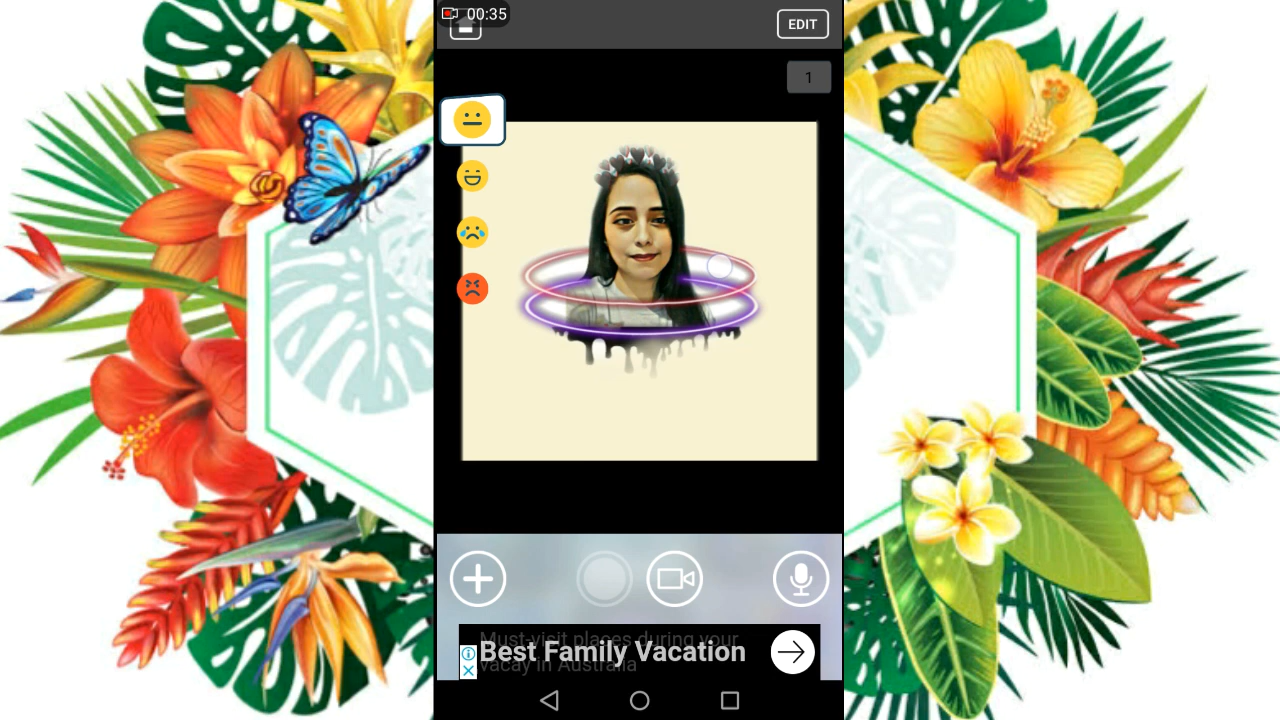 00:35
EDIT
1
Must-visit places during your
Best Family Vacation
vacay in Australia